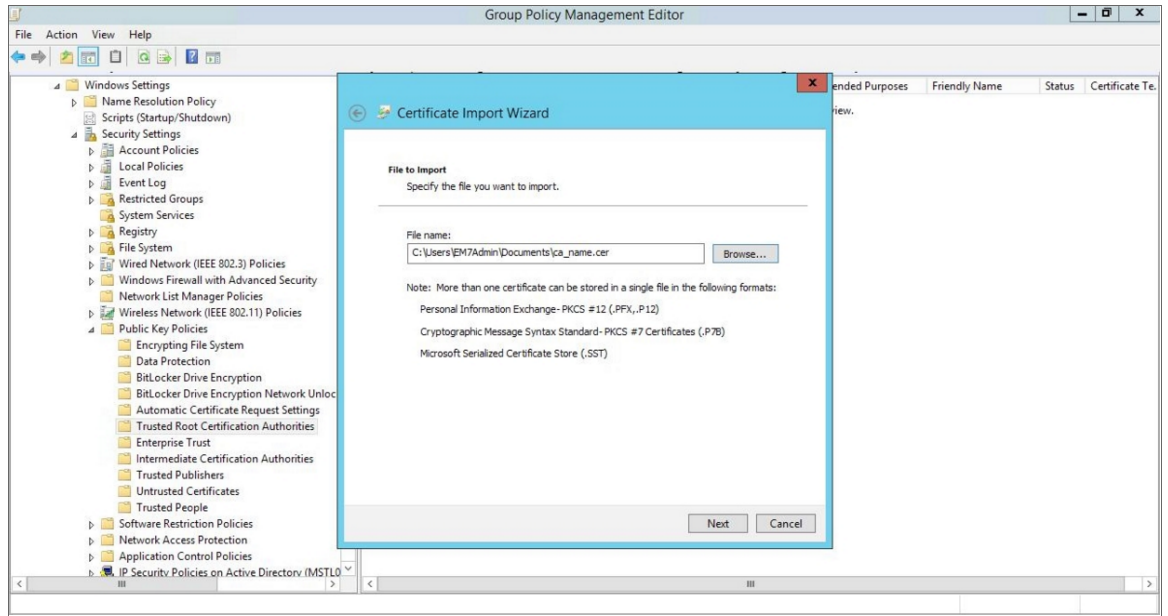 Group Policy Management Editor
File Action View Help
Windows Settings
Name Resolution Policy
Scripts (Startup/Shutdown)
Security Settings
Account Policies
Local Policies
Event Log
Restricted Groups
System Services
Registry
File System
Wired Network (IEEE 802.3) Policies
Windows Firewall with Advanced Security
Network List Manager Policies
Wireless Network (IEEE 802.11) Policies
Public Key Policies
Encrypting File System
Data Protection
BitLocker Drive Encryption
BitLocker Drive Encryption Network Unloc
Automatic Certificate Request Settings
Trusted Root Certification Authorities
Enterprise Trust
Intermediate Certification Authorities
Trusted Publishers
Untrusted Certificates
Trusted People
Software Restriction Policies
Network Access Protection
Application Control Policies
IP Security Policies on Active Directory (MSTL0
Certificate Import Wizard
File to Import
Specify the file you want to import.
File name:
C:\Users\EM7Admin\Documents\ca_name.cer Browse...
Note: More than one certificate can be stored in a single file in the following formats:
Personal Information Exchange- PKCS #12 (.PFX,.P12)
Cryptographic Message Syntax Standard- PKCS #7 Certificates (.P7B)
Microsoft Serialized Certificate Store (.SST)
Next Cancel
ended Purposes Friendly Name Status Certificate Te.
view.